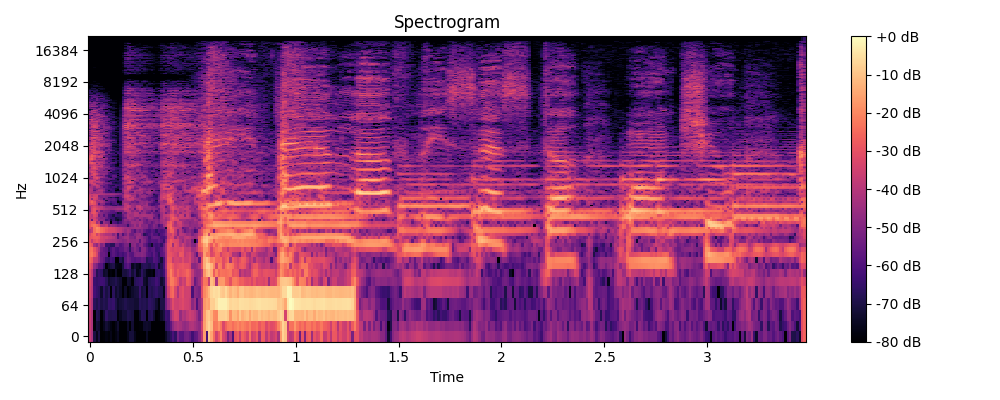 Spectrogram
16384
8192
4096
2048
1024
512
256
128
64
0
Hz
0
0.5
1
1.5
2
2.5
3
Time
+0 dB
-10 dB
-20 dB
-30 dB
-40 dB
-50 dB
-60 dB
-70 dB
-80 dB